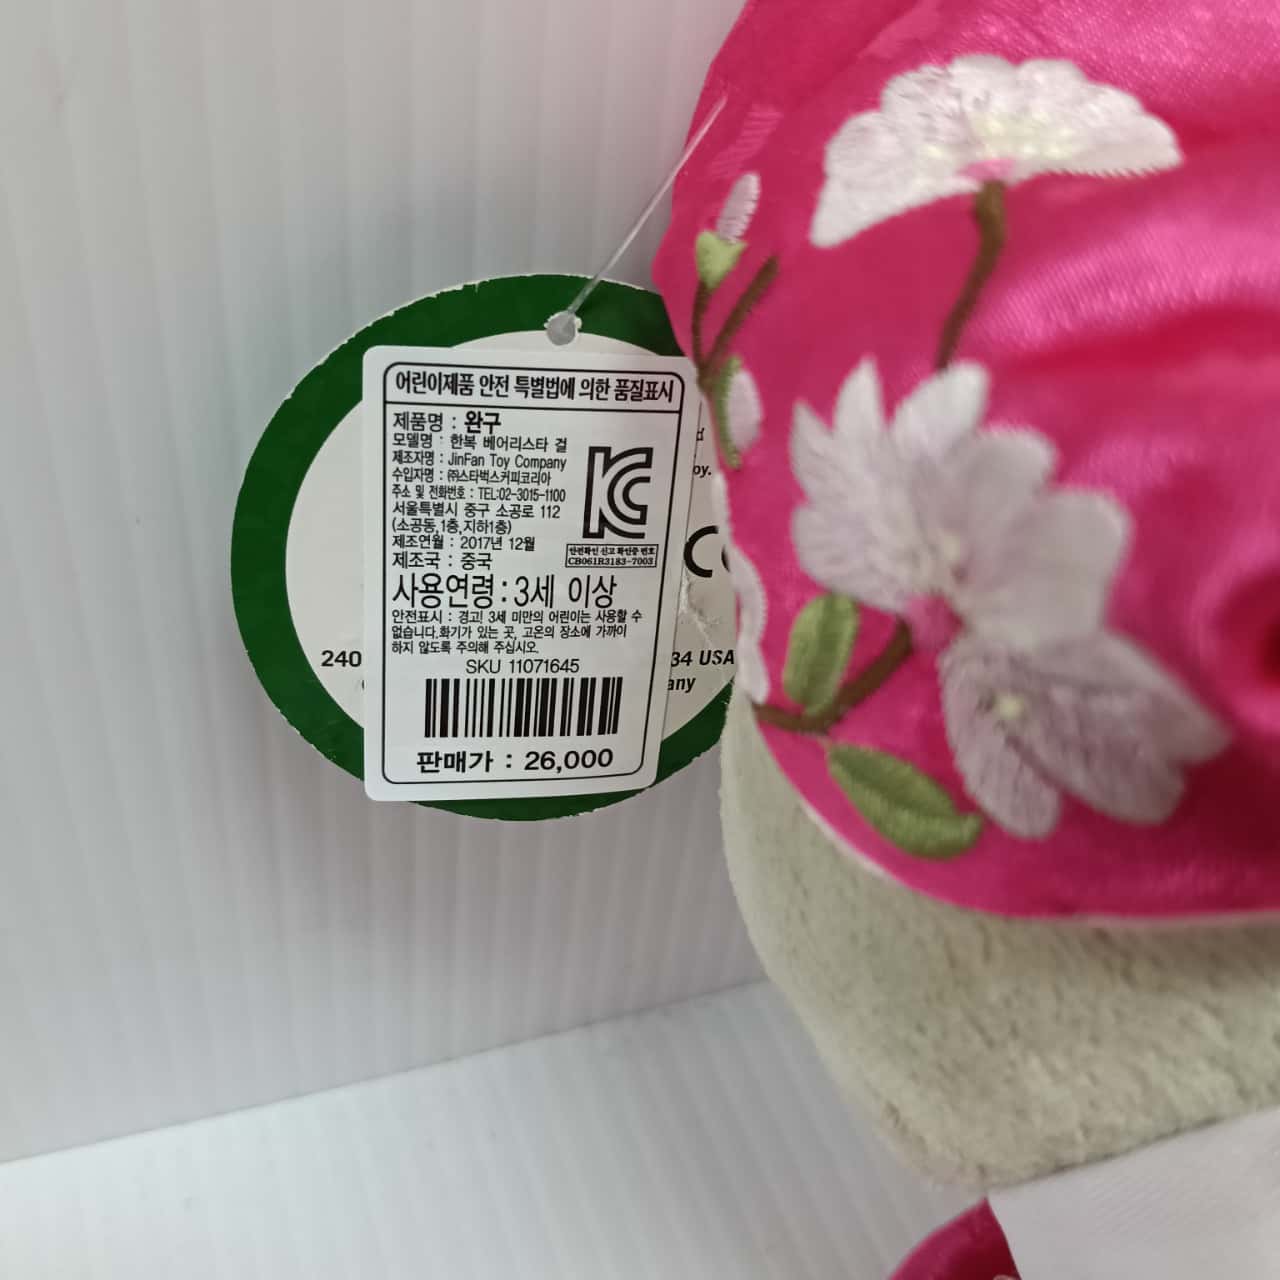 어린이제품 안전 특별법에 의한 품질표시
제품명 : 완구
모델명 : 한복 베어리스타 걸
제조자명 : JinFan Toy Company
수입자명 : ㈜스타벅스커피코리아
주소 및 전화번호 : TEL:02-3015-1100
서울특별시 중구 소공로 112
(소공동,1층,지하1층)
제조연월 : 2017년 12월
제조국 : 중국
안전확인 신고 확인증 번호
CB061R3183-7003
사용연령 : 3세 이상
안전표시 : 경고! 3세 미만의 어린이는 사용할 수
없습니다.화기가 있는 곳, 고온의 장소에 가까이
하지 않도록 주의해 주십시오.
SKU 11071645
판매가 : 26,000
oy.
240
34 USA
any